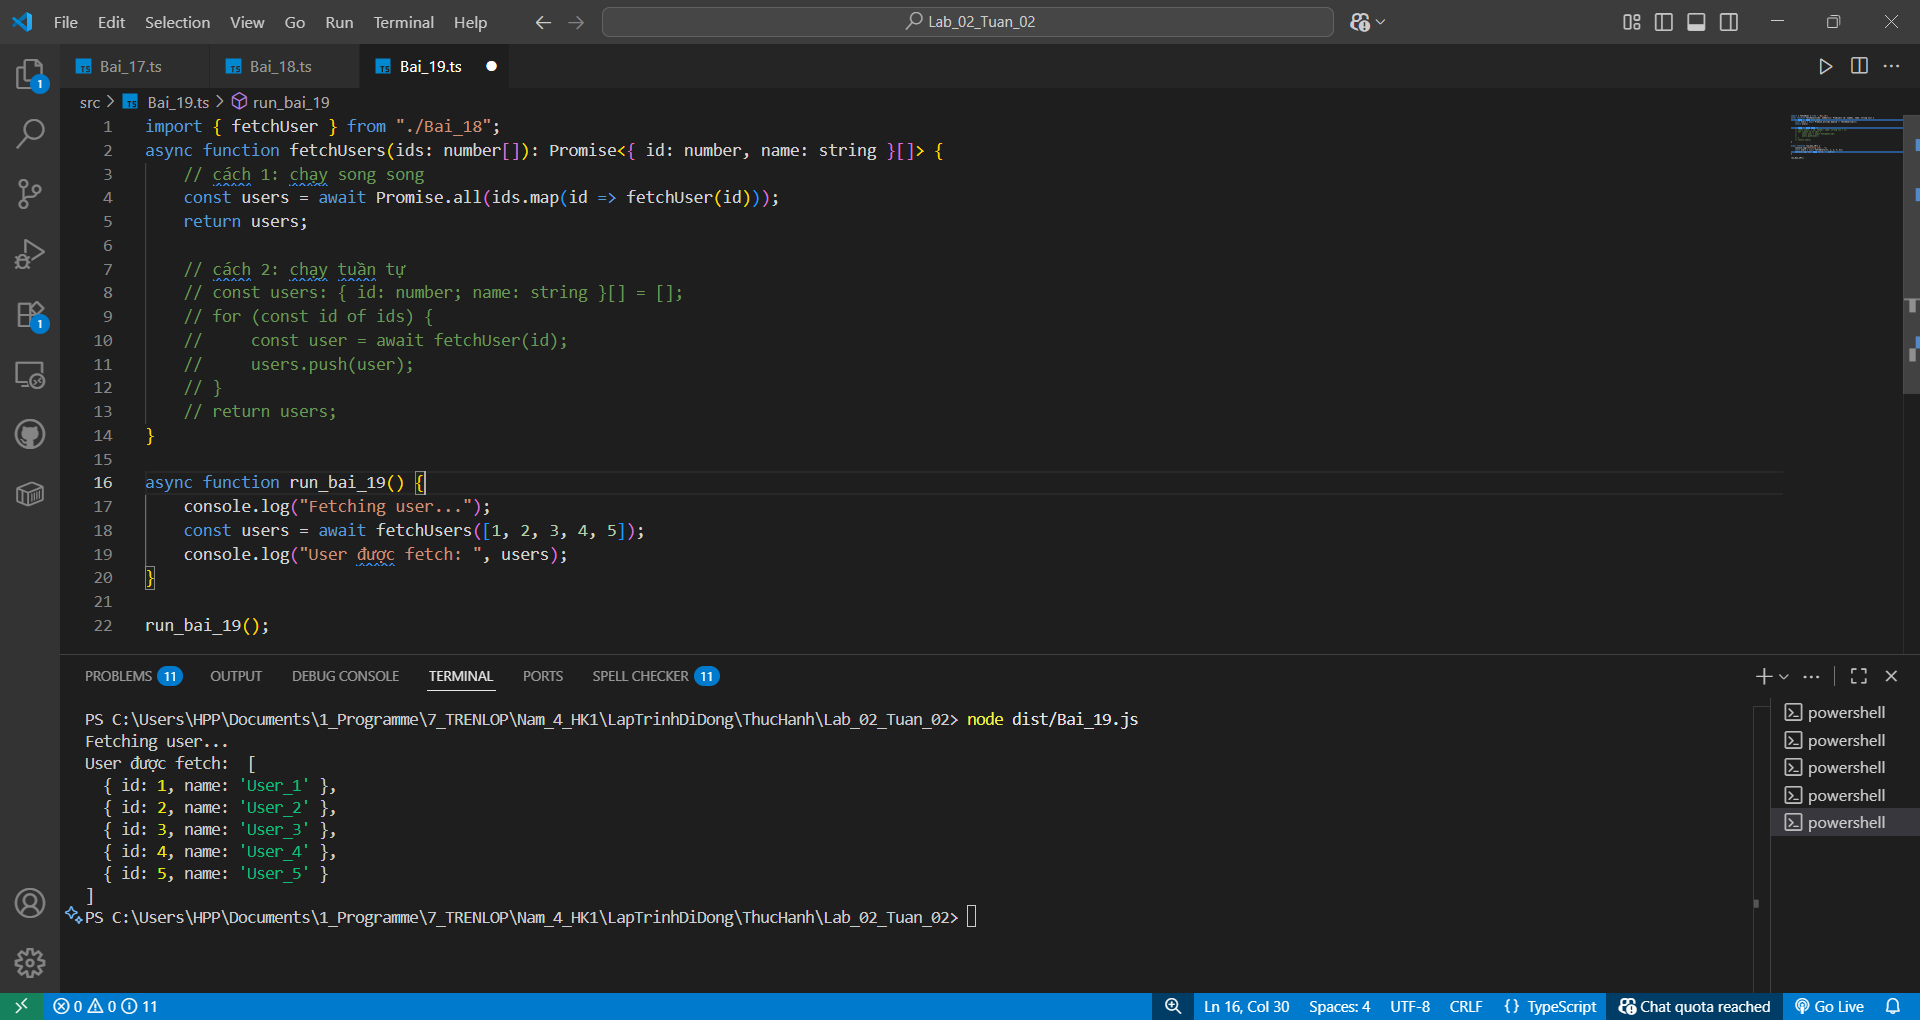 File Edit Selection View Go Run Terminal Help
Lab_02_Tuan_02
TS Bai_17.ts TS Bai_18.ts TS Bai_19.ts
src > TS Bai_19.ts > run_bai_19
1 import { fetchUser } from "./Bai_18";
2 async function fetchUsers(ids: number[]): Promise<{ id: number, name: string }[]> {
3 // cách 1: chạy song song
4 const users = await Promise.all(ids.map(id => fetchUser(id)));
5 return users;
6
7 // cách 2: chạy tuần tự
8 // const users: { id: number; name: string }[] = [];
9 // for (const id of ids) {
10 //     const user = await fetchUser(id);
11 //     users.push(user);
12 // }
13 // return users;
14 }
15
16 async function run_bai_19() {
17 console.log("Fetching user...");
18 const users = await fetchUsers([1, 2, 3, 4, 5]);
19 console.log("User được fetch: ", users);
20 }
21
22 run_bai_19();
PROBLEMS 11 OUTPUT DEBUG CONSOLE TERMINAL PORTS SPELL CHECKER 11
PS C:\Users\HPP\Documents\1_Programme\7_TRENLOP\Nam_4_HK1\LapTrinhDiDong\ThucHanh\Lab_02_Tuan_02> node dist/Bai_19.js
Fetching user...
User được fetch:  [
{ id: 1, name: 'User_1' },
{ id: 2, name: 'User_2' },
{ id: 3, name: 'User_3' },
{ id: 4, name: 'User_4' },
{ id: 5, name: 'User_5' }
]
PS C:\Users\HPP\Documents\1_Programme\7_TRENLOP\Nam_4_HK1\LapTrinhDiDong\ThucHanh\Lab_02_Tuan_02>
powershell
powershell
powershell
powershell
powershell
1
1
0 0 11 Ln 16, Col 30 Spaces: 4 UTF-8 CRLF {} TypeScript Chat quota reached Go Live